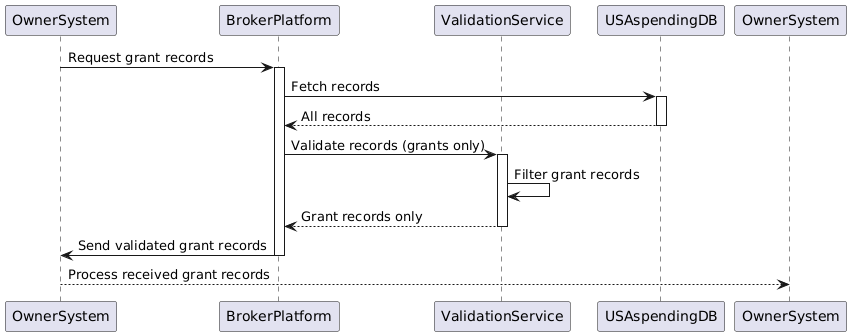 OwnerSystem
BrokerPlatform
ValidationService
USAspendingDB
OwnerSystem
Request grant records
Fetch records
All records
Validate records (grants only)
Filter grant records
Grant records only
Send validated grant records
Process received grant records
OwnerSystem
BrokerPlatform
ValidationService
USAspendingDB
OwnerSystem